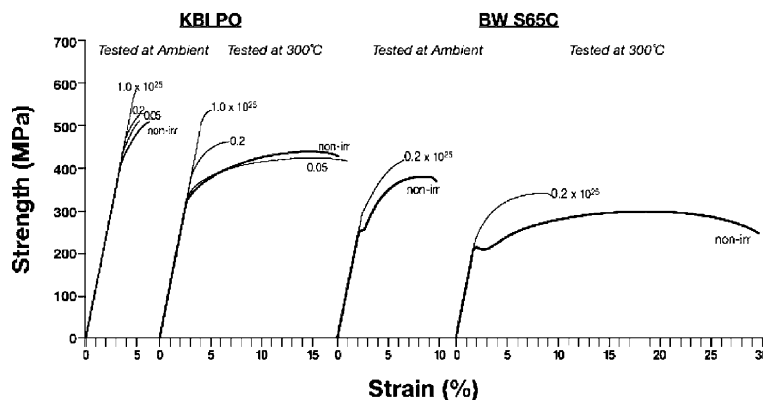 KBI PO BW S65C
Tested at Ambient Tested at 300°C Tested at Ambient Tested at 300°C
700
600
500
400
300
200
100
0
Strength (MPa)
1.0 x 10²⁵
0.2
0.05
non-irr
1.0 x 10²⁵
0.2
non-irr
0.05
0.2 x 10²⁵
non-irr
0.2 x 10²⁵
non-irr
0 0 5 10 15 0 5 10 0 5 10 15 20 25 30
Strain (%)